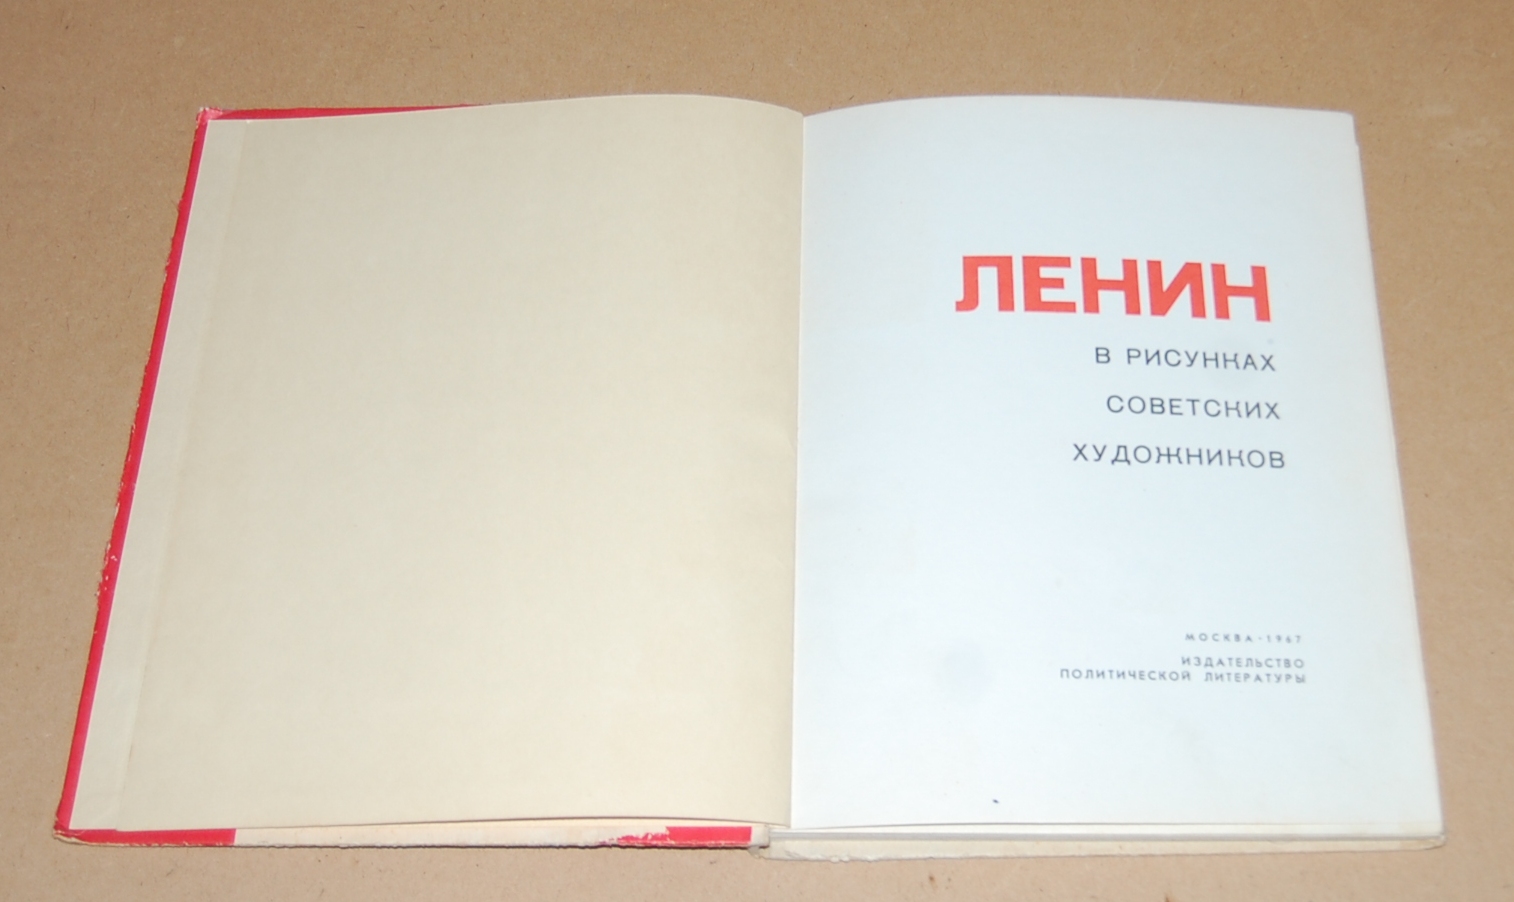 ЛЕНИН
В РИСУНКАХ
СОВЕТСКИХ
ХУДОЖНИКОВ
МОСКВА · 1967
ИЗДАТЕЛЬСТВО
ПОЛИТИЧЕСКОЙ ЛИТЕРАТУРЫ